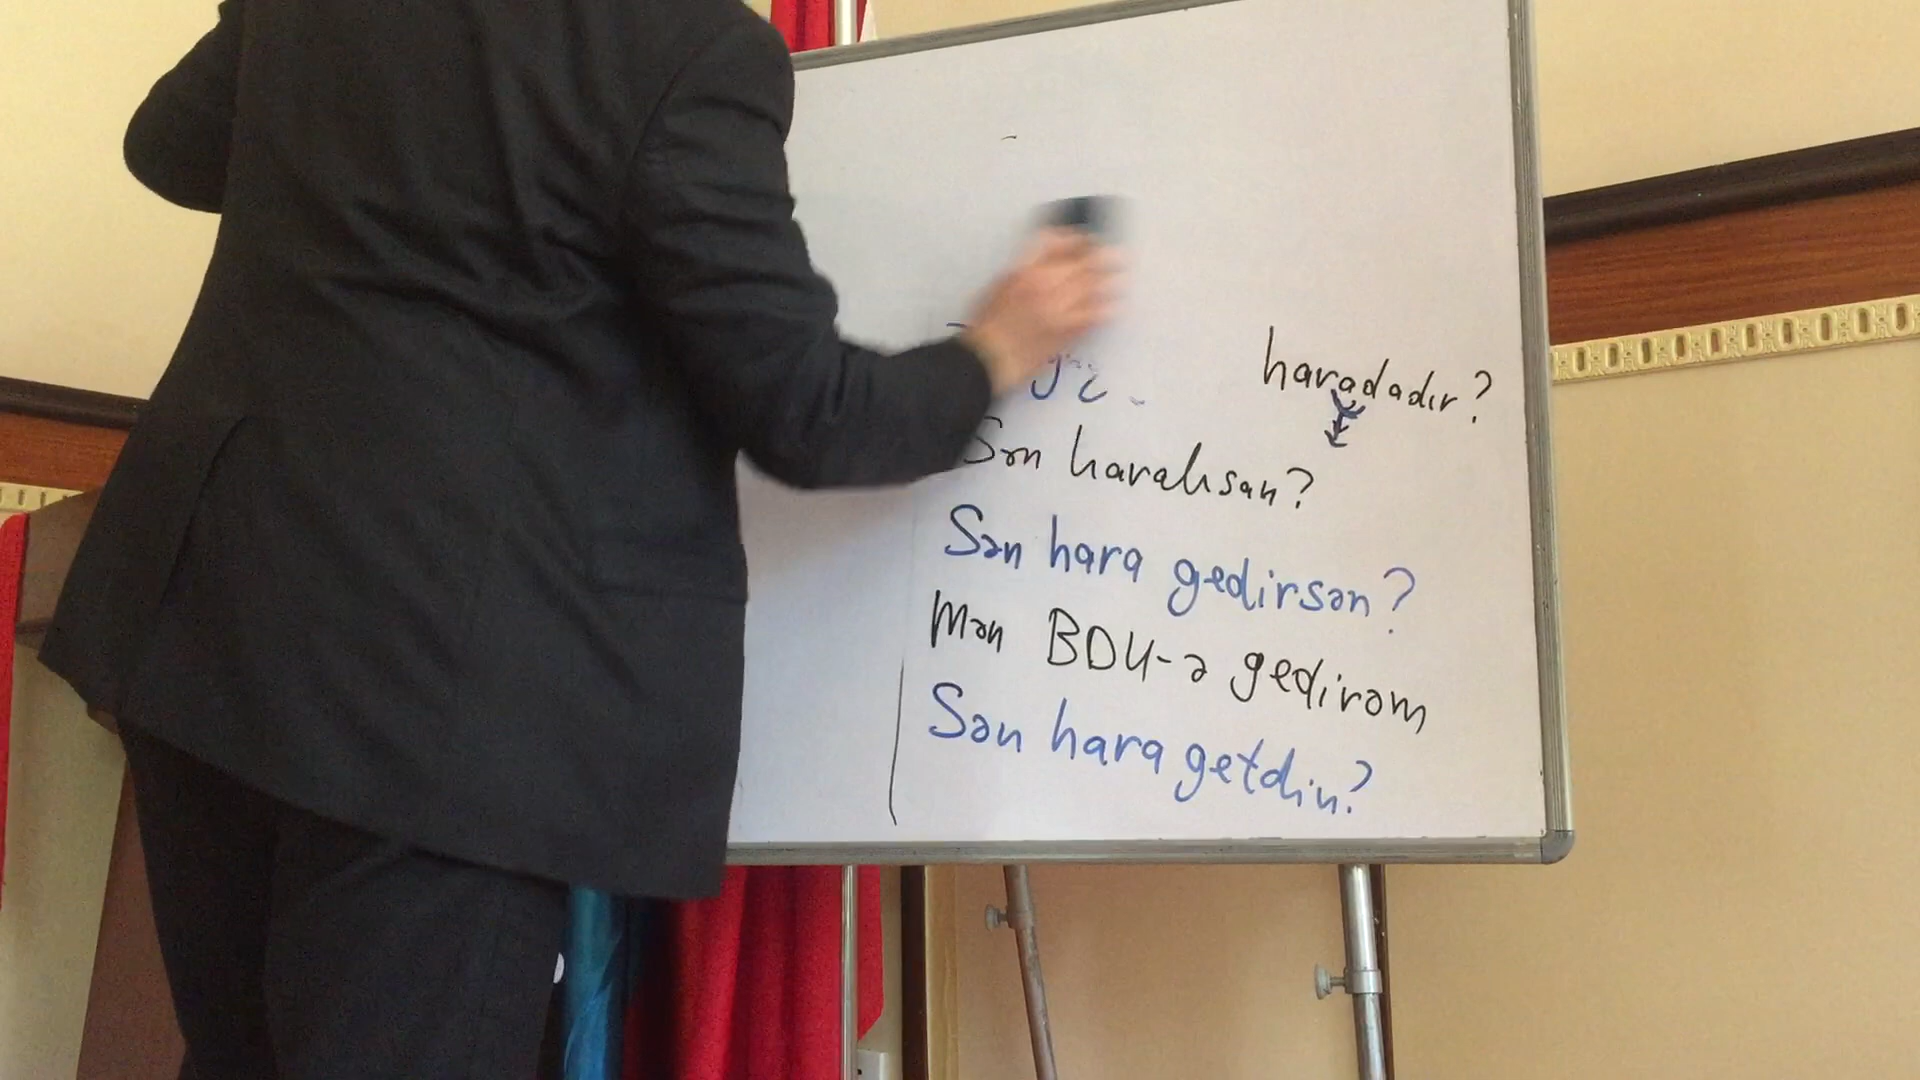 haradadır?
Sən haralısan?
Sən hara gedirsən?
Mən BDU-ə gedirəm
Sən hara getdin?